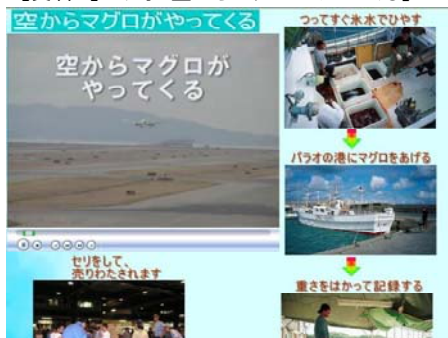 空からマグロがやってくる
空からマグロが
やってくる
つってすぐ氷水でひやす
パラオの港にマグロをあげる
重さをはかって記録する
セリをして、
売りわたされます